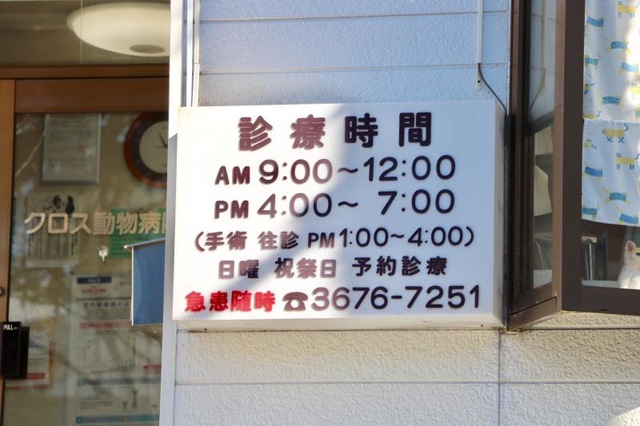 診療時間
AM 9:00〜12:00
PM 4:00〜 7:00
(手術 往診 PM 1:00〜4:00)
日曜 祝祭日 予約診療
急患随時 ☎3676-7251
クロス動物病
PULL